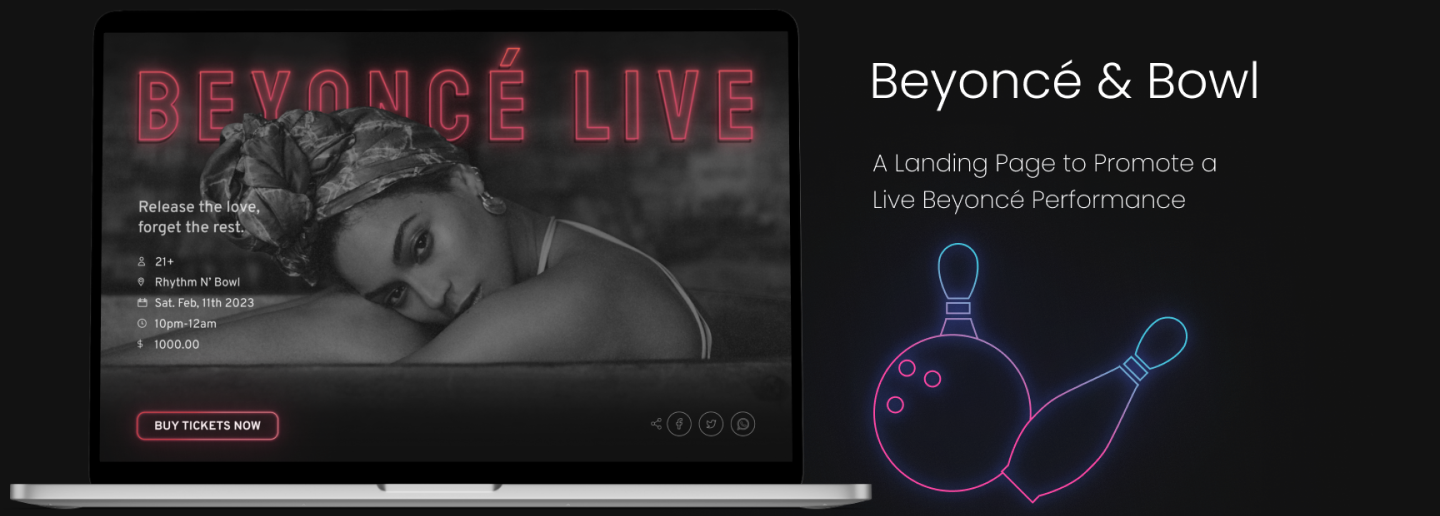 BEYONCÉ LIVE
Release the love,
forget the rest.
21+
Rhythm N' Bowl
Sat. Feb, 11th 2023
10pm-12am
$ 1000.00
BUY TICKETS NOW
Beyoncé & Bowl
A Landing Page to Promote a
Live Beyoncé Performance